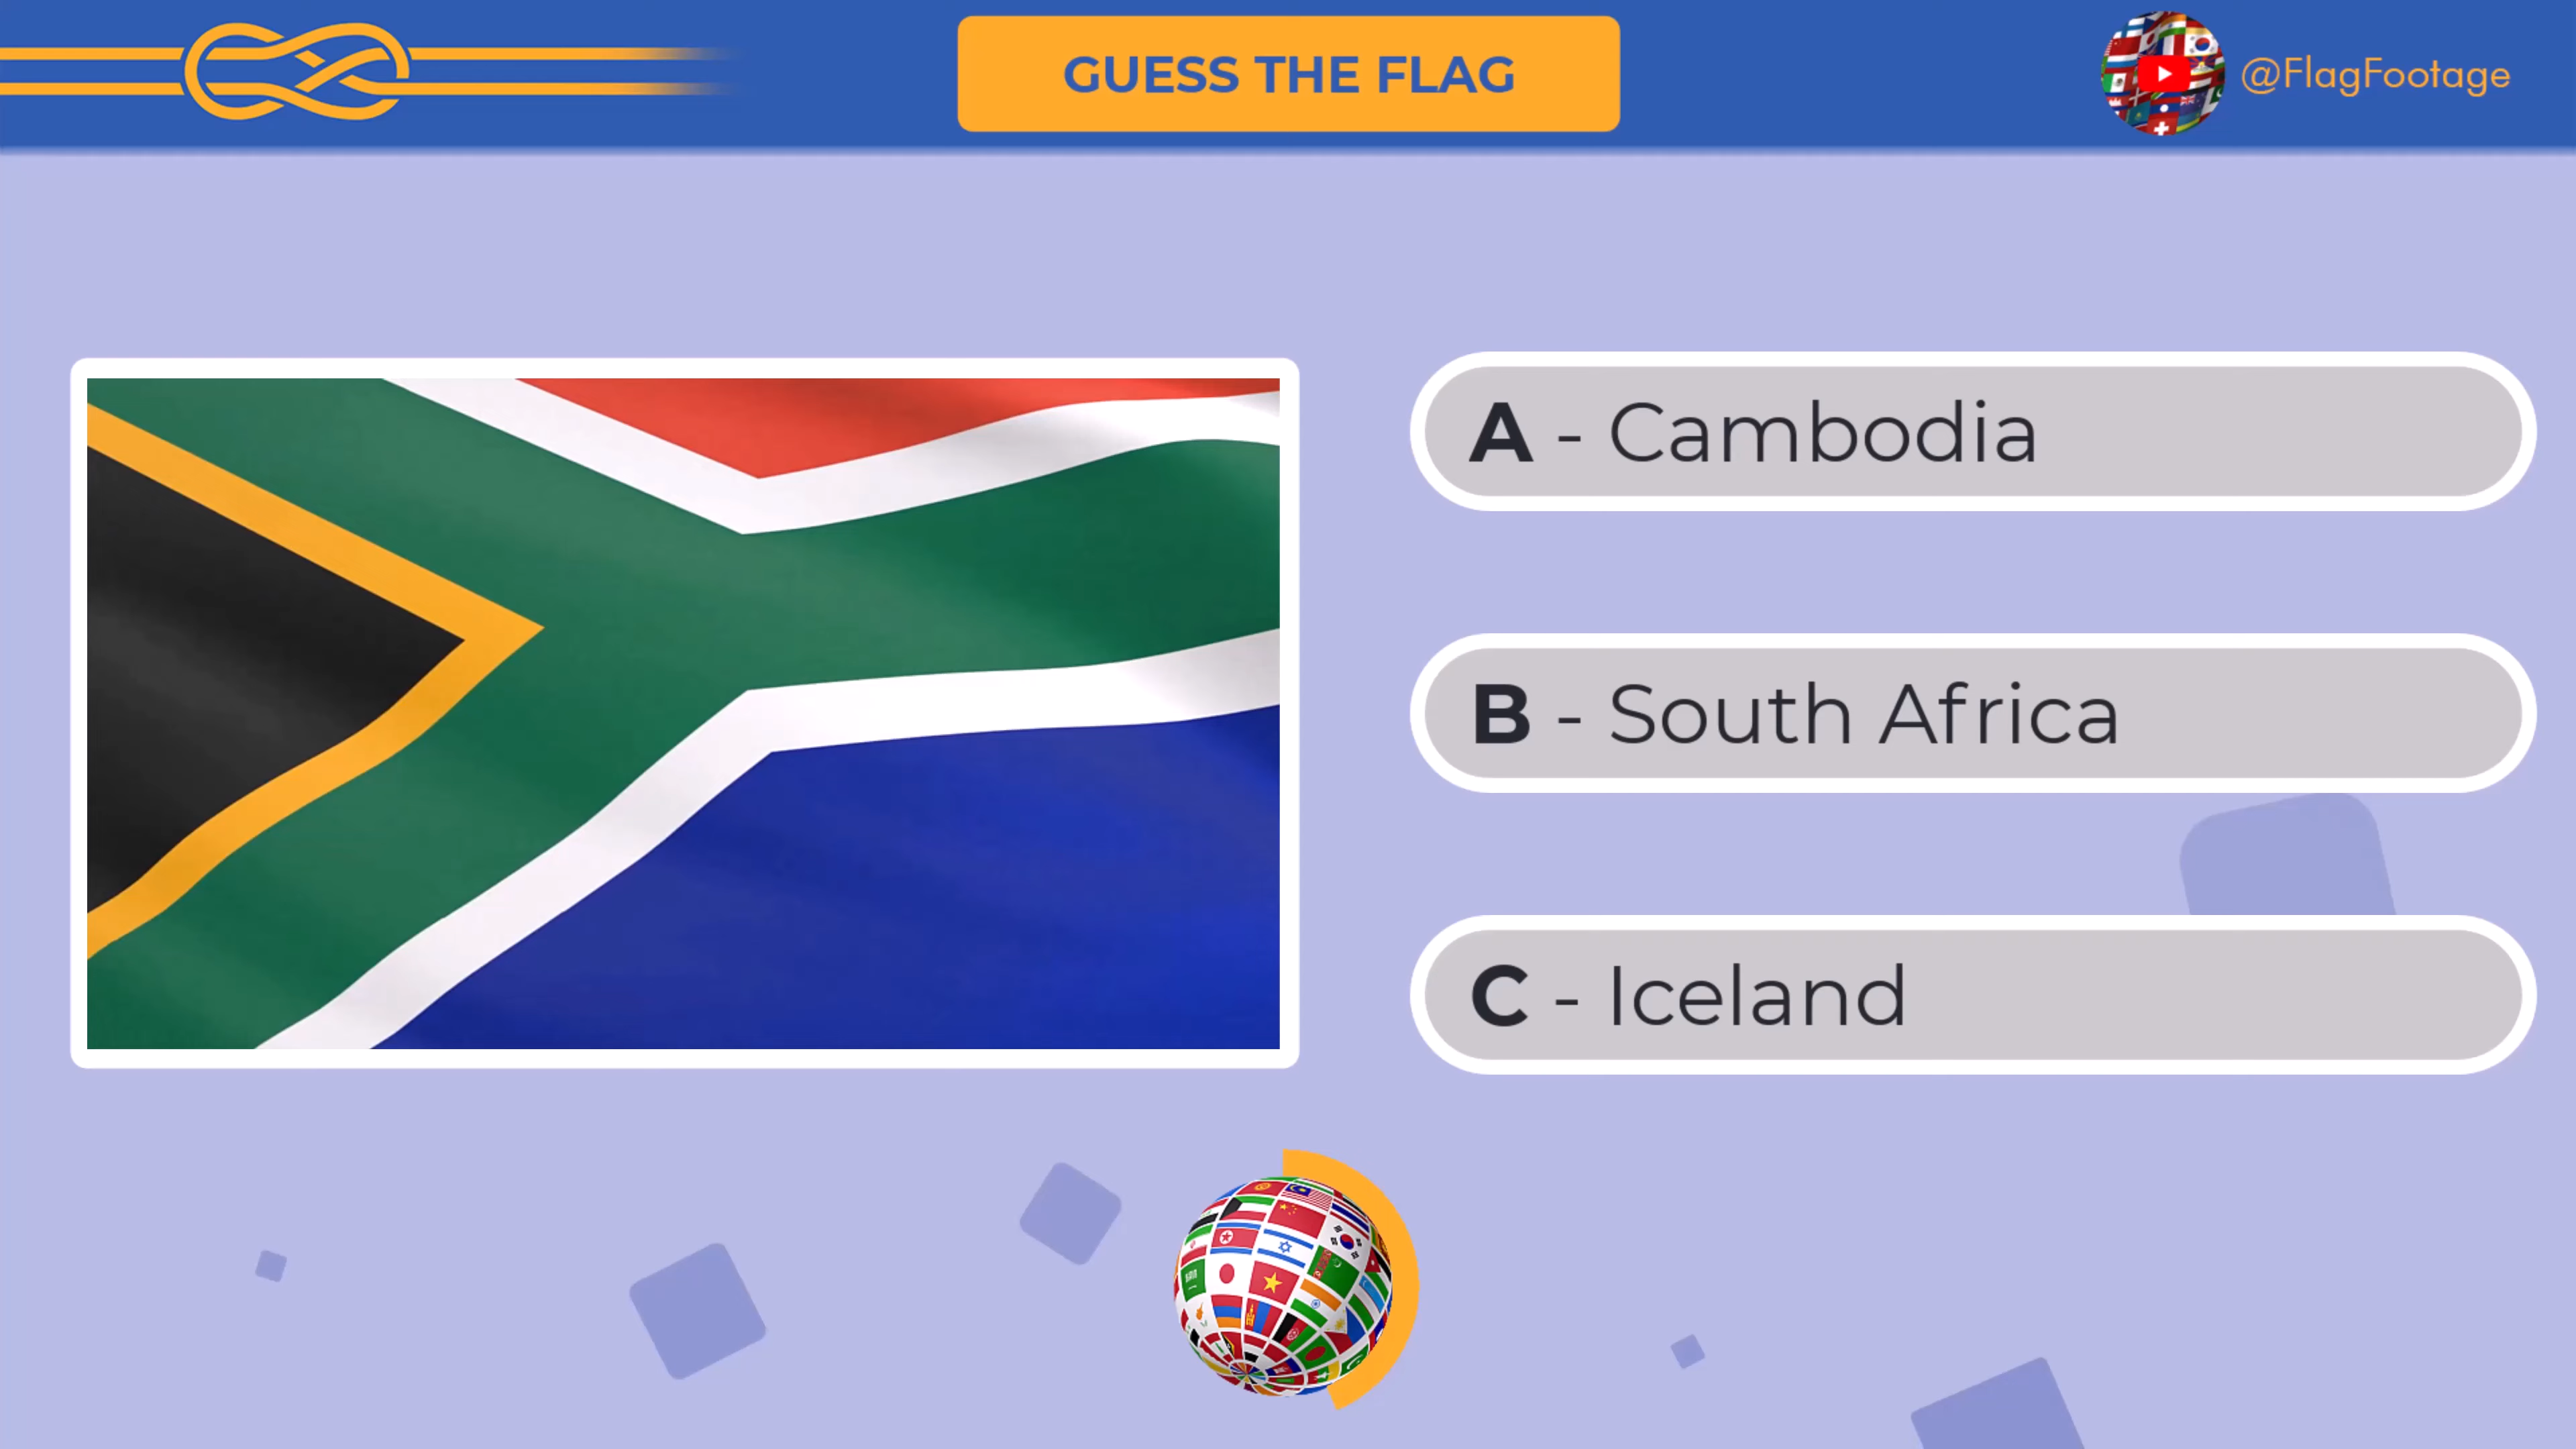 GUESS THE FLAG
@FlagFootage
A - Cambodia
B - South Africa
C - Iceland